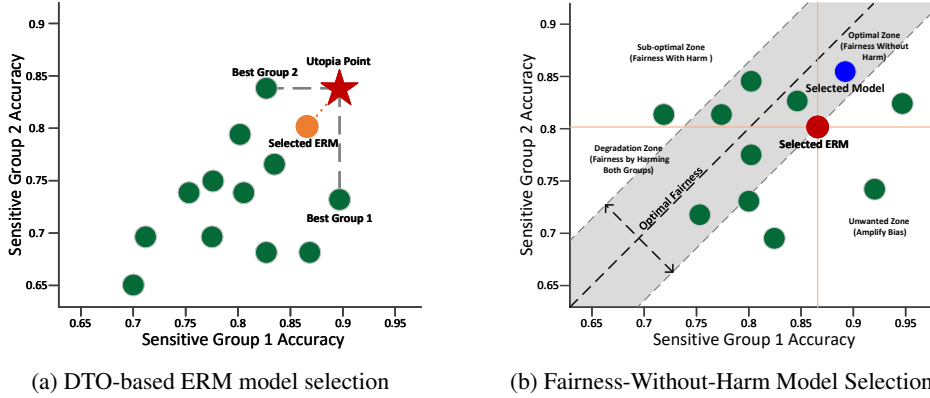 0.9
0.85
0.8
0.75
0.7
0.65
Sensitive Group 2 Accuracy
Utopia Point
Best Group 2
Selected ERM
Best Group 1
0.65
0.7
0.75
0.8
0.85
0.9
0.95
Sensitive Group 1 Accuracy
(a) DTO-based ERM model selection
0.9
0.85
0.8
0.75
0.7
0.65
Sensitive Group 2 Accuracy
Sub-optimal Zone
(Fairness With Harm )
Optimal Zone
(Fairness Without
Harm)
Selected Model
Selected ERM
Degradation Zone
(Fairness by Harming
Both Groups)
Optimal Fairness
Unwanted Zone
(Amplify Bias)
0.65
0.7
0.75
0.8
0.85
0.9
0.95
Sensitive Group 1 Accuracy
(b) Fairness-Without-Harm Model Selection